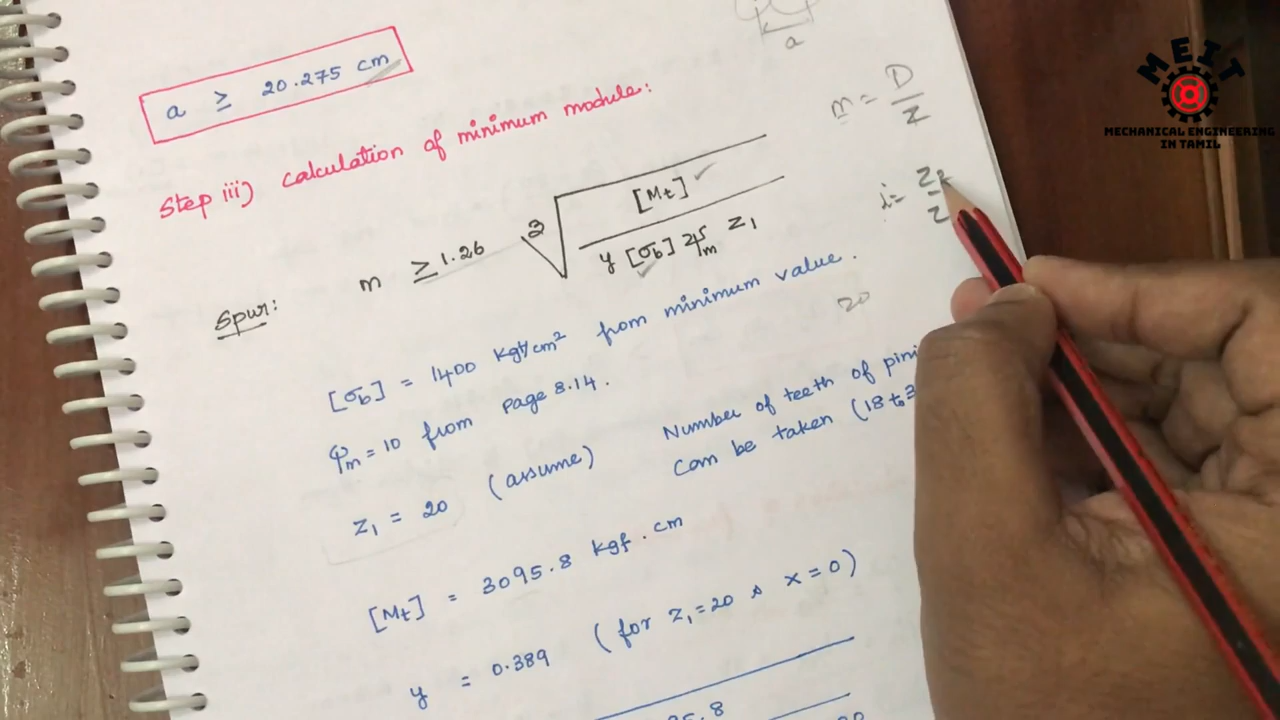 a
a ≥ 20.275 cm
m = D/Z
MEIT
MECHANICAL ENGINEERING
IN TAMIL
Step iii) calculation of minimum module:
m ≥ 1.26 ∛([Mt] / y [σb] ψm Z1)
i = Z2/Z
Spur:
20
[σb] = 1400 kgf/cm² from minimum value.
ψm = 10 from page 8.14.
Z1 = 20 (assume) Number of teeth of
can be taken (18 to
[Mt] = 3095.8 kgf.cm
y = 0.389 (for Z1 = 20 & x = 0)